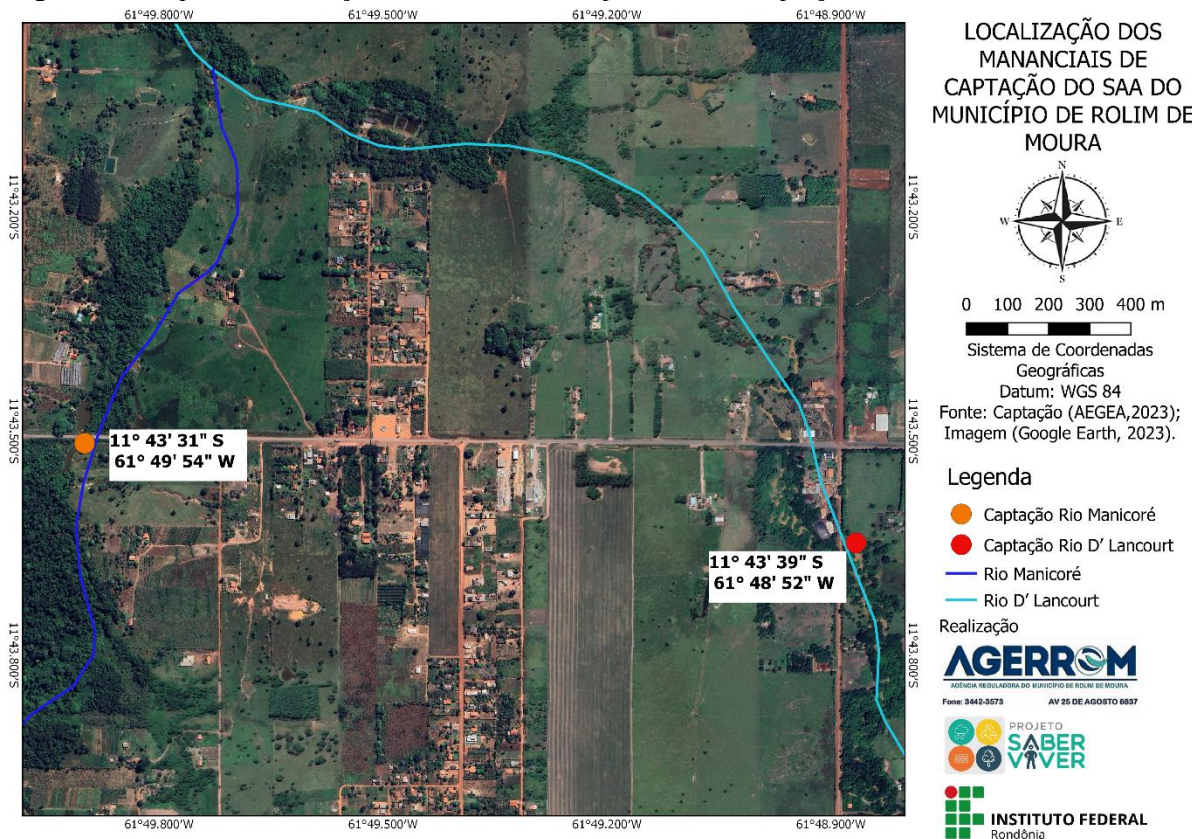 61°49.800'W 61°49.500'W 61°49.200'W 61°48.900'W
11°43.200'S 11°43.200'S
11°43.500'S 11°43.500'S
11°43.800'S 11°43.800'S
11° 43' 31" S
61° 49' 54" W
11° 43' 39" S
61° 48' 52" W
61°49.800'W 61°49.500'W 61°49.200'W 61°48.900'W
LOCALIZAÇÃO DOS
MANANCIAIS DE
CAPTAÇÃO DO SAA DO
MUNICÍPIO DE ROLIM DE
MOURA
N
W E
S
0 100 200 300 400 m
Sistema de Coordenadas
Geográficas
Datum: WGS 84
Fonte: Captação (AEGEA,2023);
Imagem (Google Earth, 2023).
Legenda
Captação Rio Manicoré
Captação Rio D' Lancourt
Rio Manicoré
Rio D' Lancourt
Realização
AGERROM
AGÊNCIA REGULADORA DO MUNICÍPIO DE ROLIM DE MOURA
Fone: 3442-3573 AV 25 DE AGOSTO 6837
PROJETO
SABER
VIVER
INSTITUTO FEDERAL
Rondônia